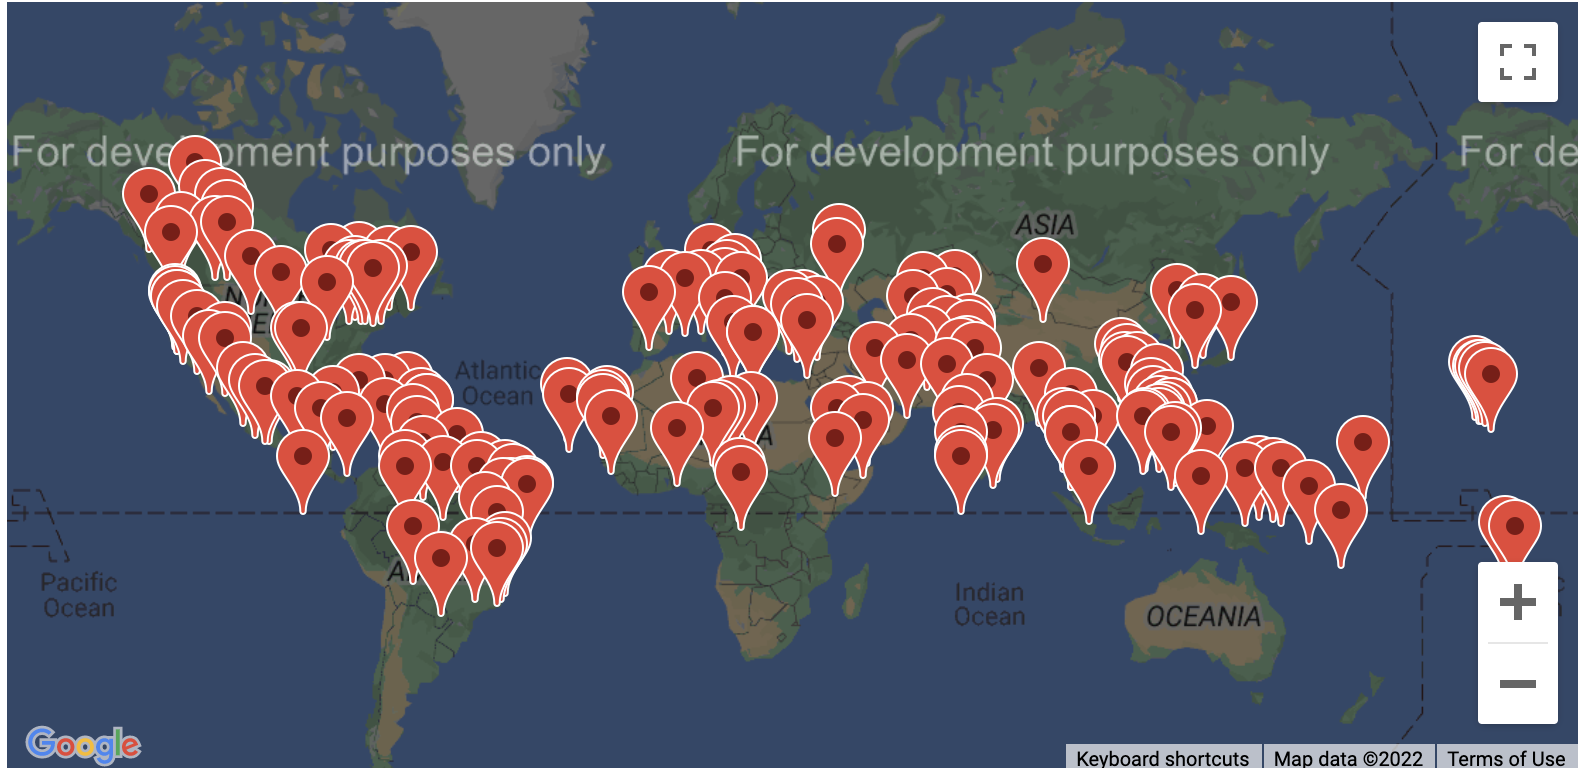 For development purposes only
For development purposes only
For de
ASIA
Atlantic
Ocean
Pacific
Ocean
Indian
Ocean
OCEANIA
Google
Keyboard shortcuts
Map data ©2022
Terms of Use